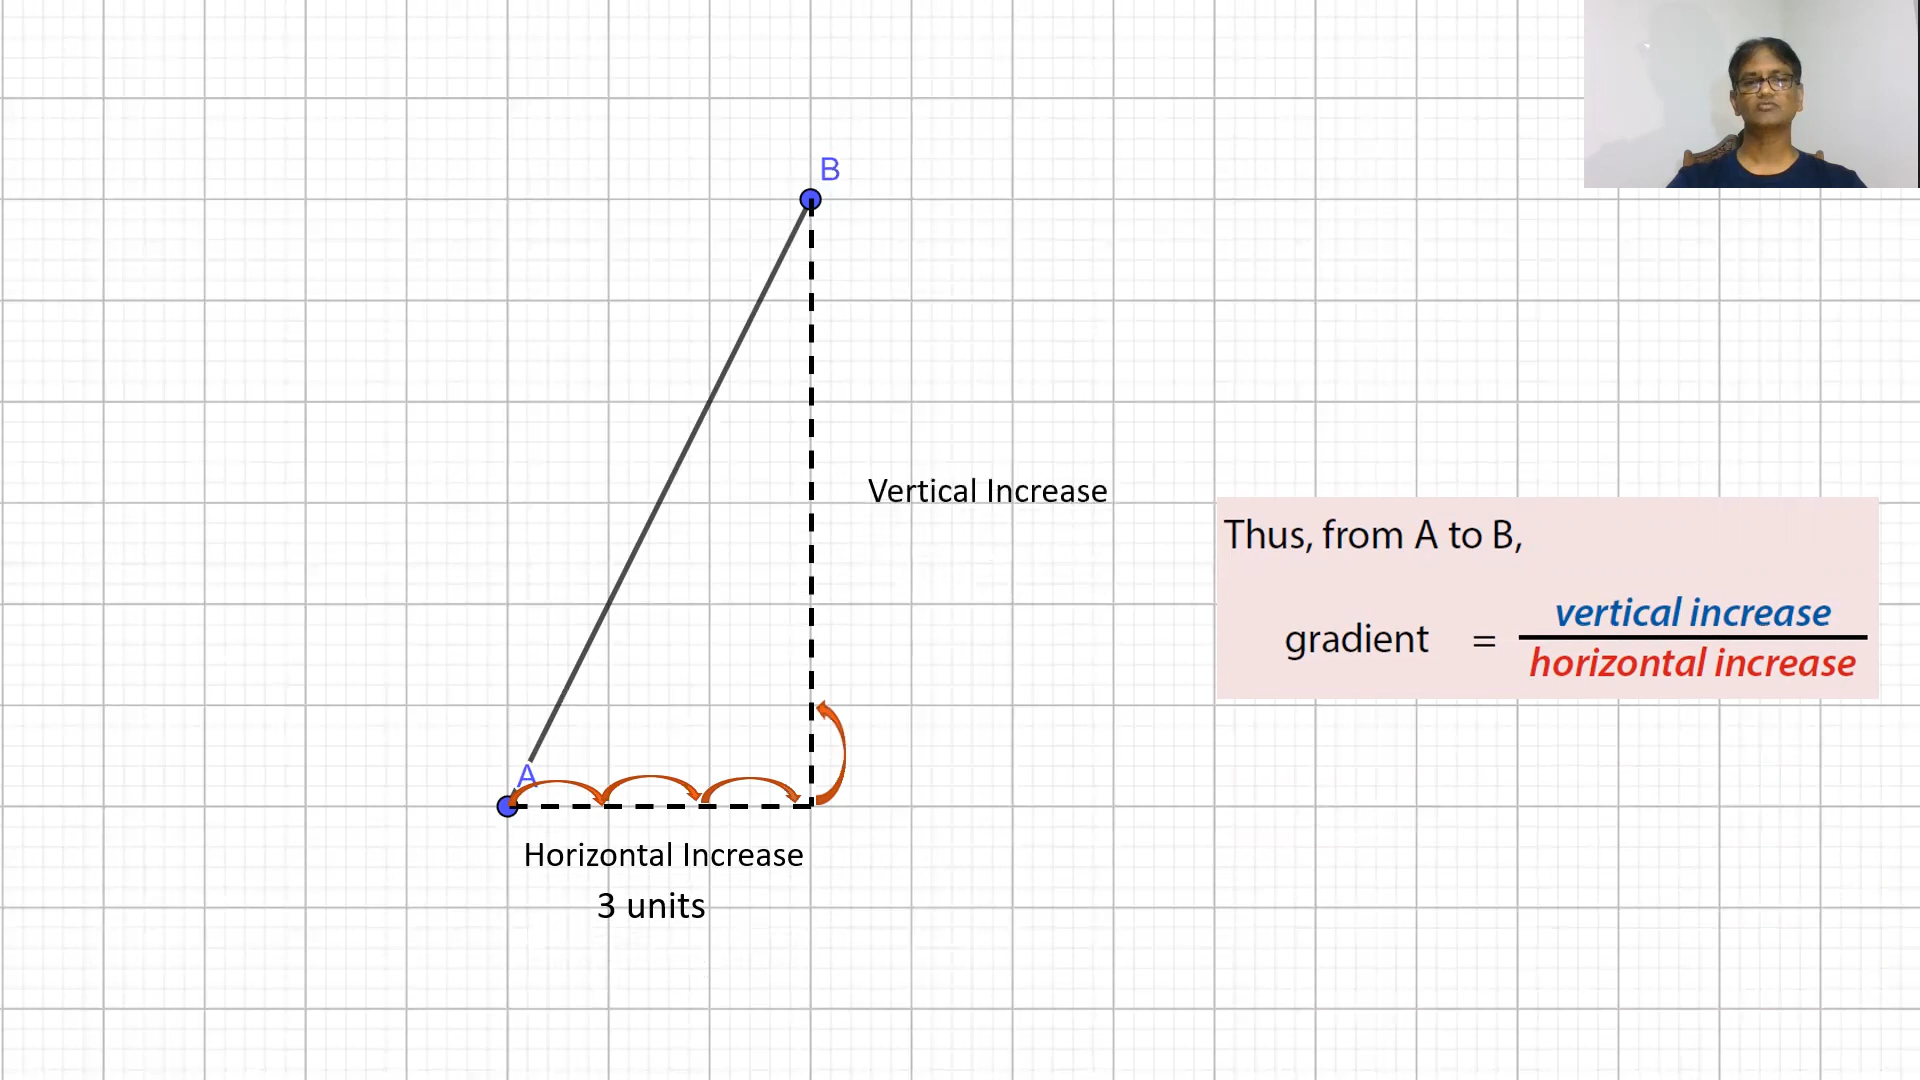 B
Vertical Increase
Thus, from A to B,
gradient = vertical increase
horizontal increase
A
Horizontal Increase
3 units